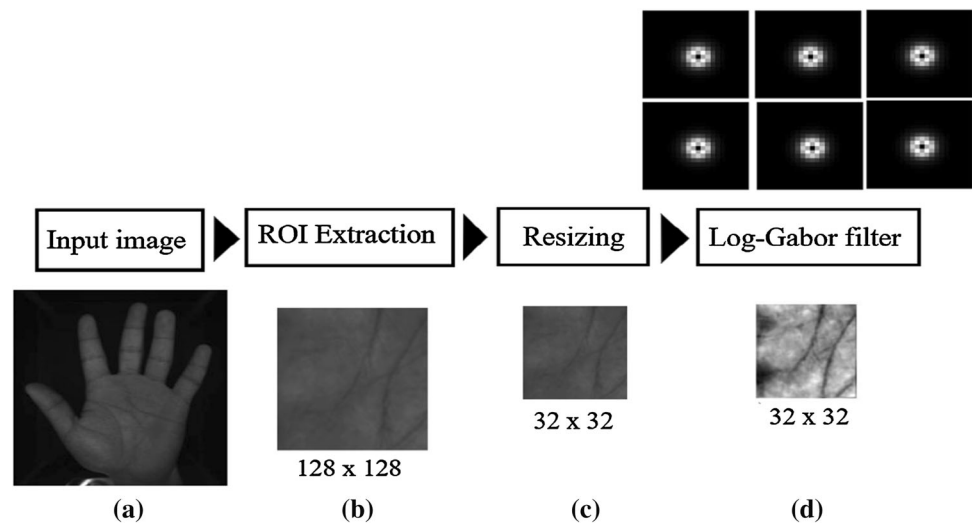 Input image
ROI Extraction
Resizing
Log-Gabor filter
128 x 128
32 x 32
32 x 32
(a)
(b)
(c)
(d)